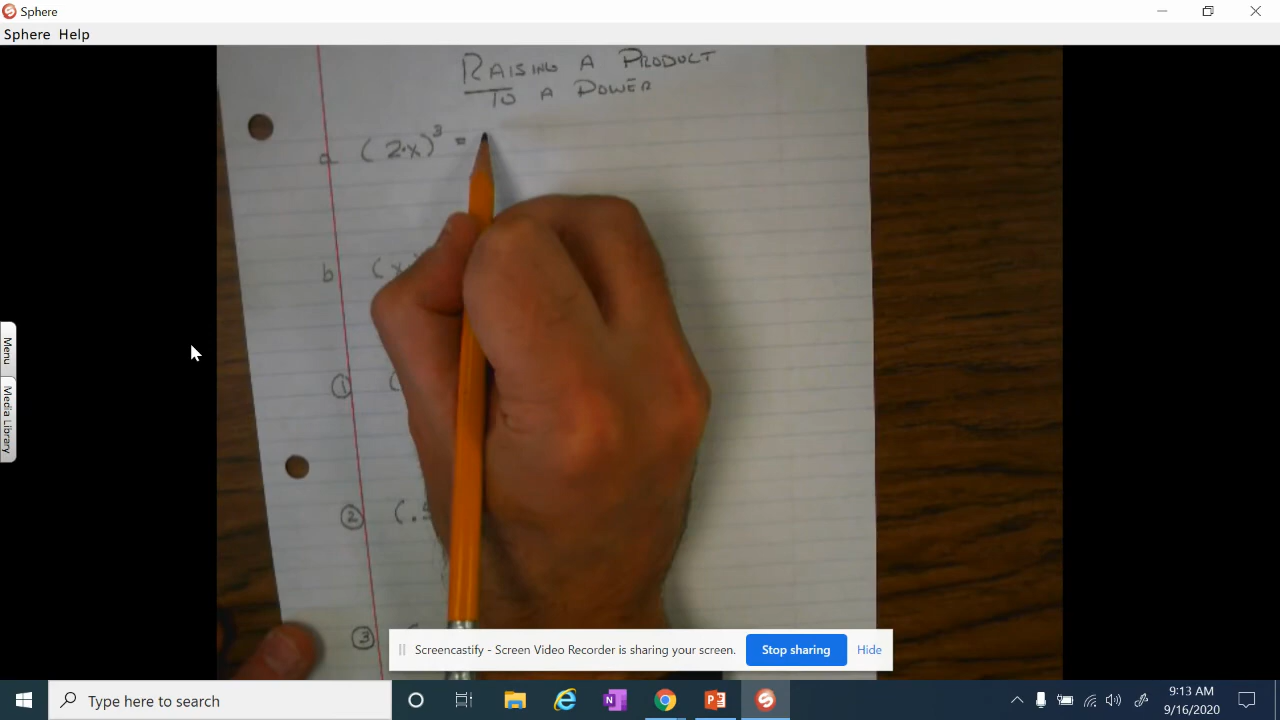 Sphere
Sphere Help
RAISING A PRODUCT
TO A POWER
a (2·x)³ =
b (x
① (
② (.
③
Menu
Media Library
Screencastify - Screen Video Recorder is sharing your screen. Stop sharing Hide
Type here to search
9:13 AM
9/16/2020